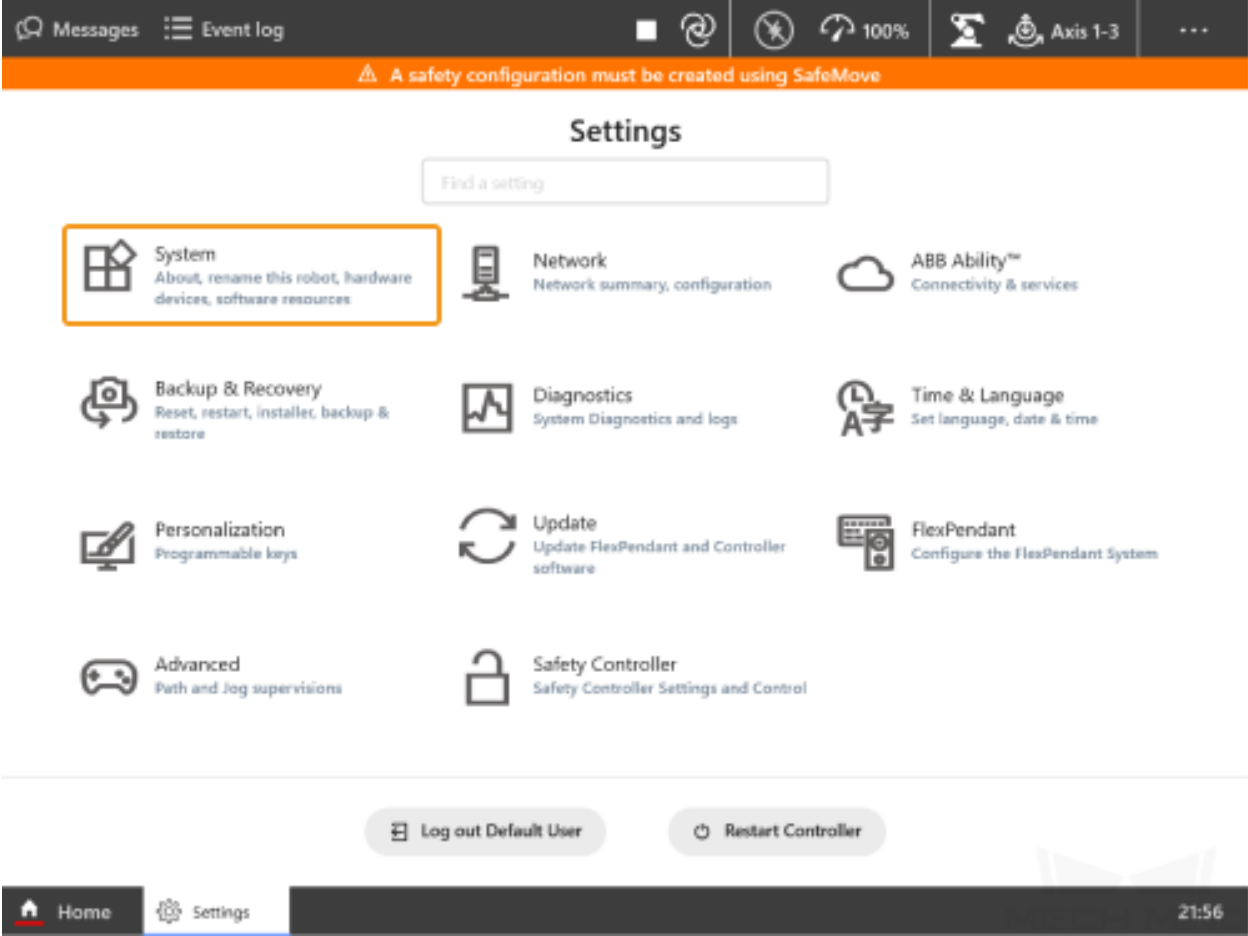 Messages
Event log
100%
Axis 1-3
...
A safety configuration must be created using SafeMove
Settings
Find a setting
System
About, rename this robot, hardware
devices, software resources
Network
Network summary, configuration
ABB Ability™
Connectivity & services
Backup & Recovery
Reset, restart, installer, backup &
restore
Diagnostics
System Diagnostics and logs
Time & Language
Set language, date & time
Personalization
Programmable keys
Update
Update FlexPendant and Controller
software
FlexPendant
Configure the FlexPendant System
Advanced
Path and Jog supervisions
Safety Controller
Safety Controller Settings and Control
Log out Default User
Restart Controller
Home
Settings
21:56